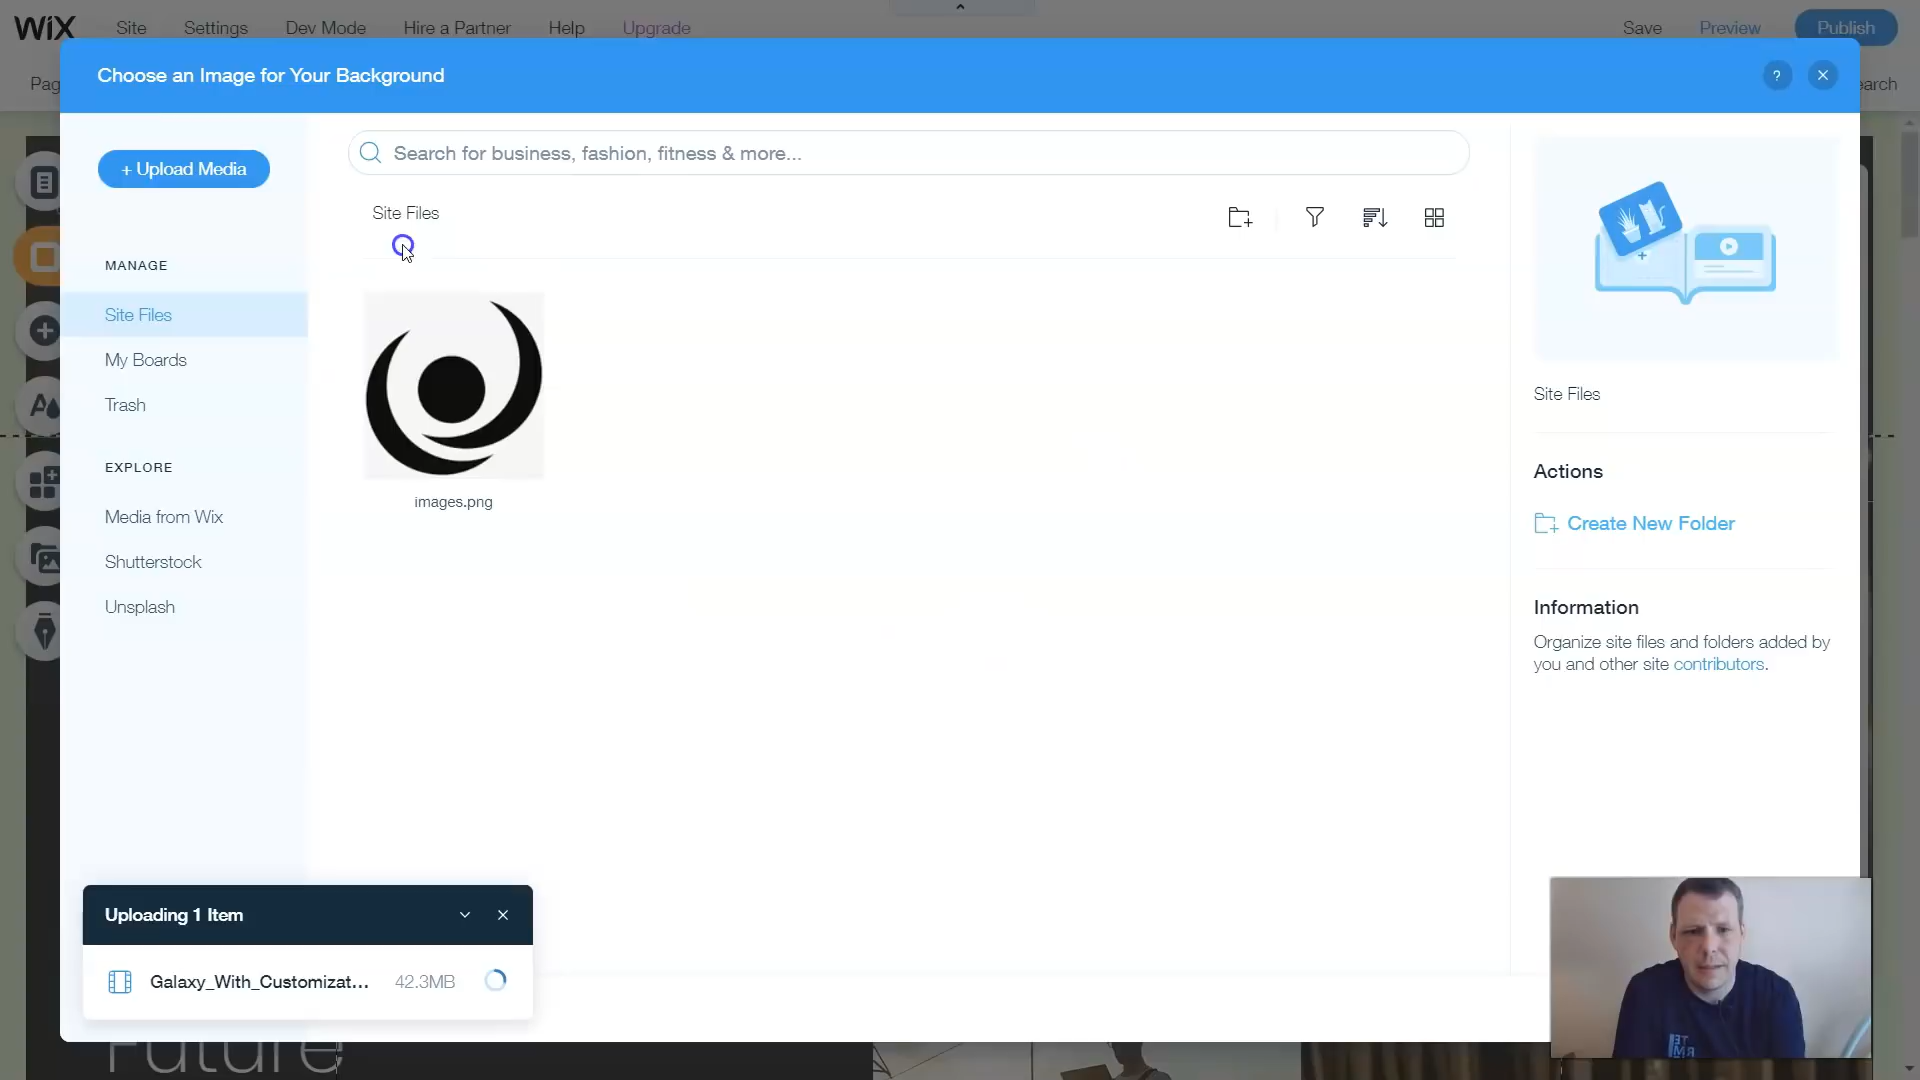 WiX
Site
Settings
Dev Mode
Hire a Partner
Help
Upgrade
Save
Preview
Publish
Choose an Image for Your Background
?
+ Upload Media
Search for business, fashion, fitness & more...
Site Files
MANAGE
Site Files
My Boards
Trash
EXPLORE
Media from Wix
Shutterstock
Unsplash
images.png
Site Files
Actions
Create New Folder
Information
Organize site files and folders added by
you and other site contributors.
Uploading 1 Item
Galaxy_With_Customizat...
42.3MB
Future